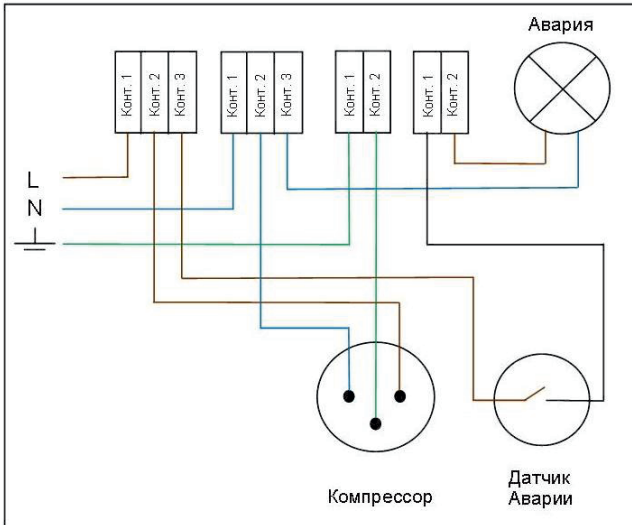 Авария
Конт. 1
Конт. 2
Конт. 3
Конт. 1
Конт. 2
Конт. 3
Конт. 1
Конт. 2
Конт. 1
Конт. 2
L
N
Компрессор
Датчик
Аварии